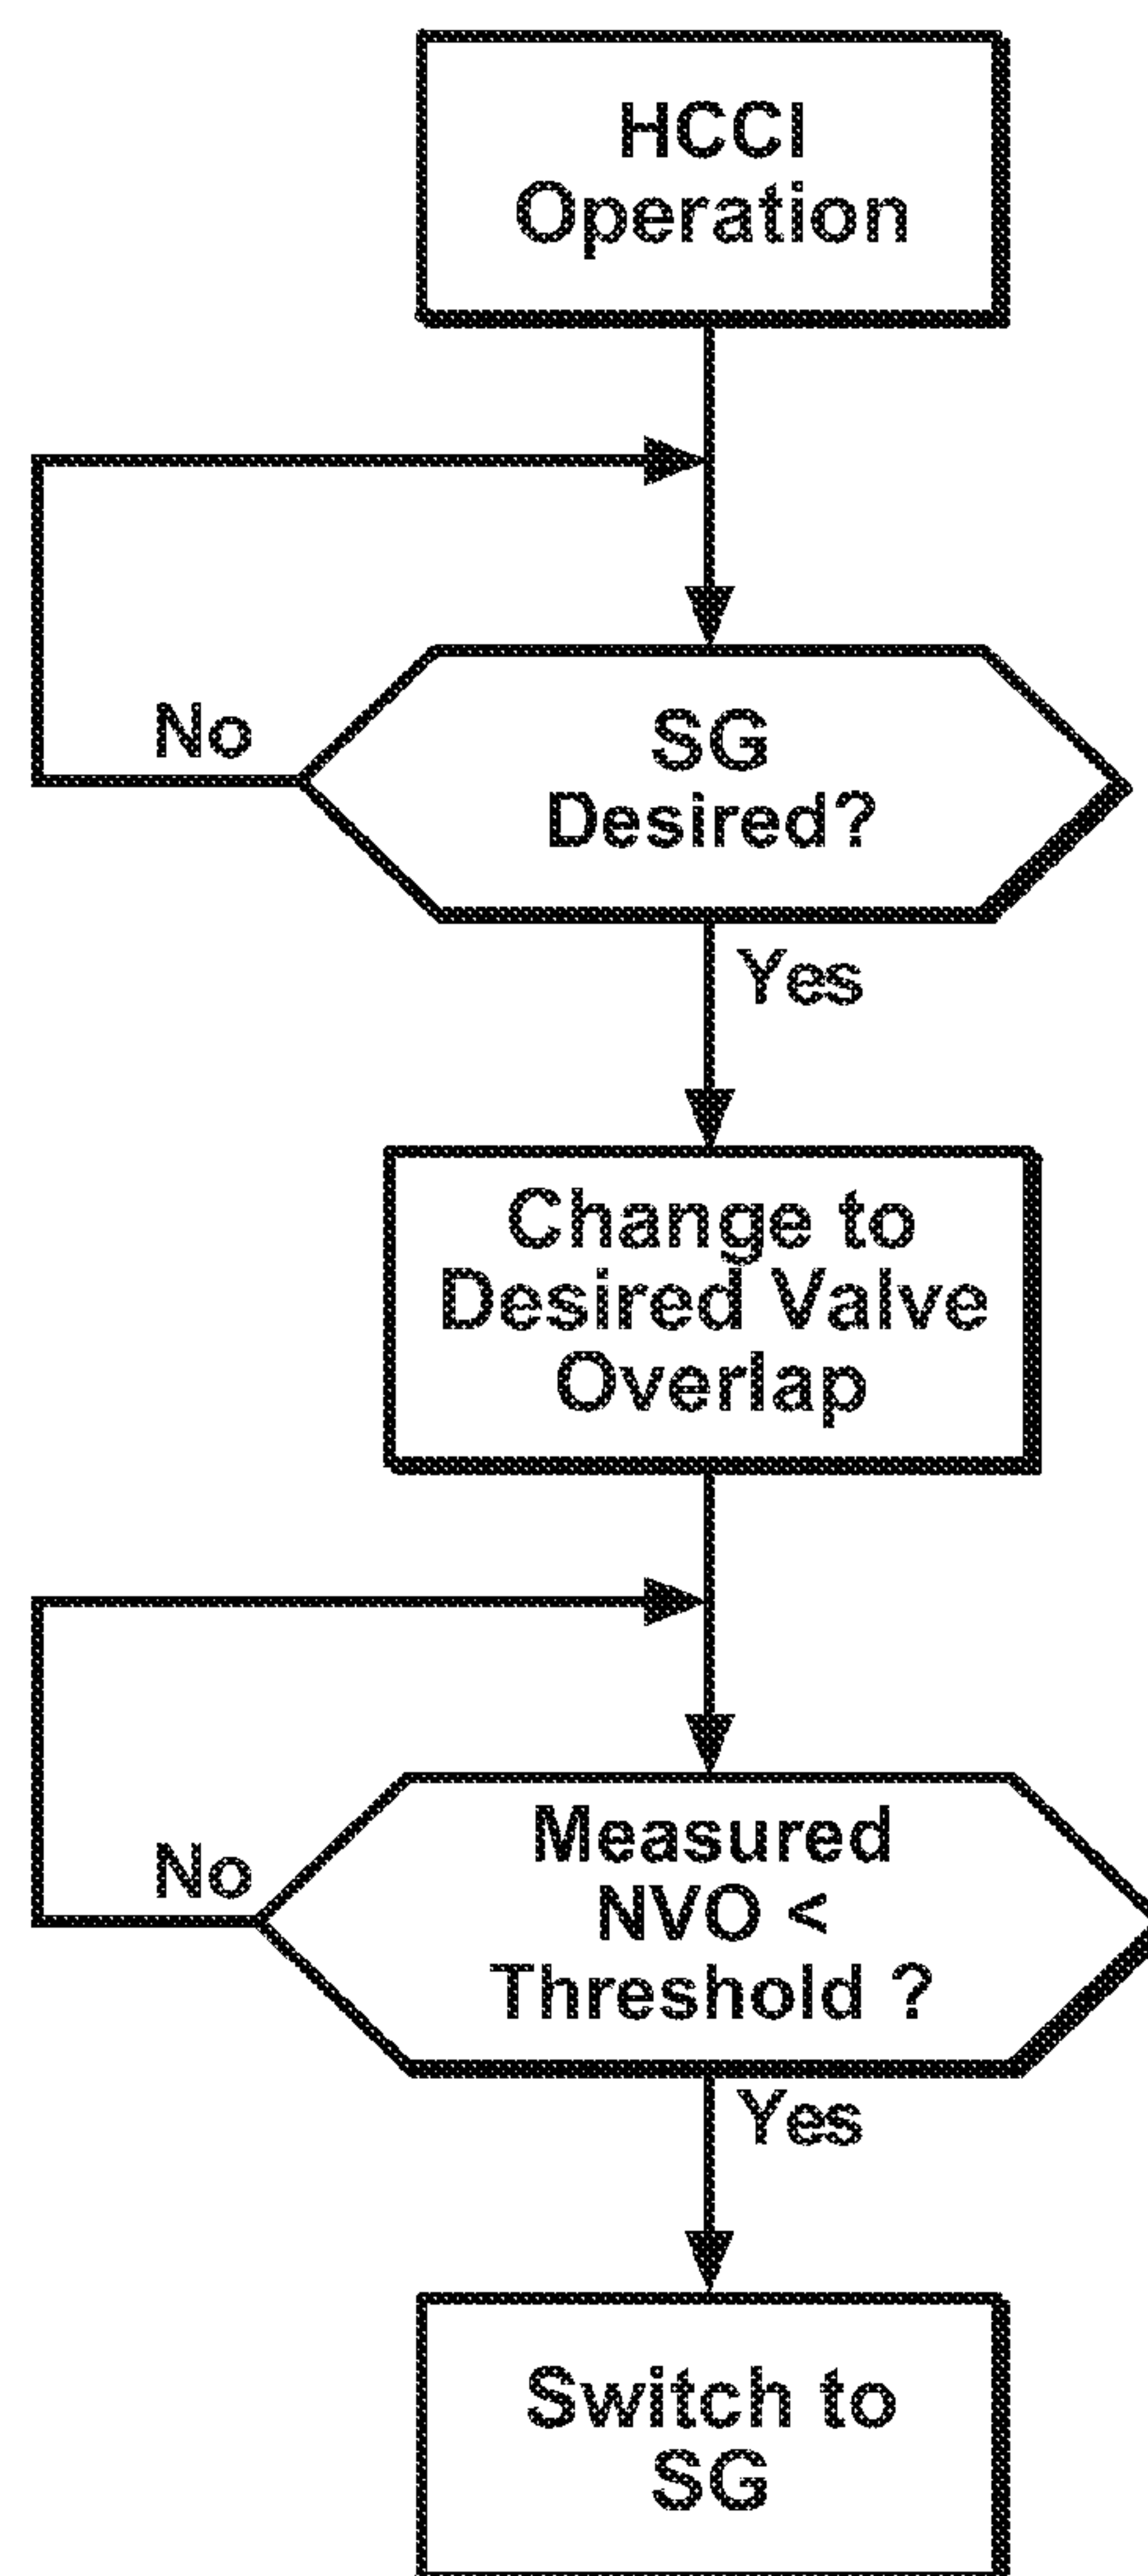 HCCI
Operation
No
SG
Desired?
Yes
Change to
Desired Valve
Overlap
No
Measured
NVO <
Threshold ?
Yes
Switch to
SG